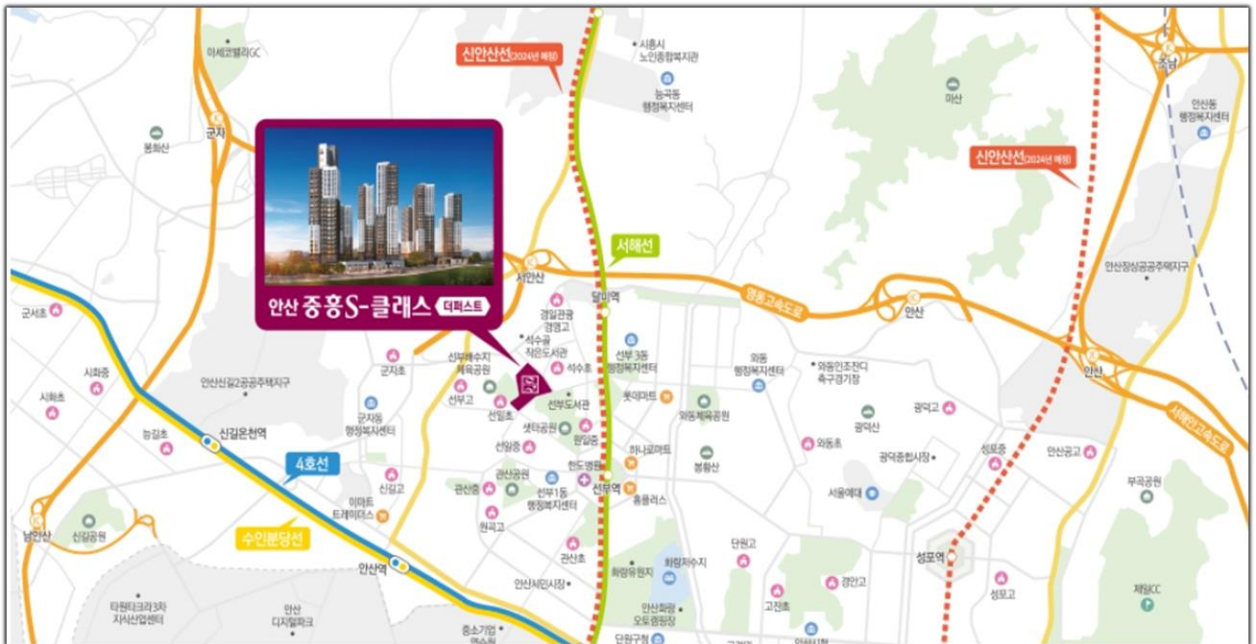 아세코밸리GC
신안산선(2024년 예정)
시흥시
노인종합복지관
능곡동
행정복지센터
마산
조남
안산동
행정복지센터
군자
봉화산
신안산선(2024년 예정)
서해선
안산 중흥S-클래스 더퍼스트
서안산
달미역
영동고속도로
안산
안산장상공공주택지구
군서초
경일관광
경영고
석수골
작은도서관
석수초
선부3동
행정복지센터
와동
행정복지센터
와동인조잔디
축구경기장
안산
서해안고속도로
시화중
시화초
안산신길2공공주택지구
군자초
선부배수지
체육공원
선부고
선일초
선부도서관
롯데마트
와동체육공원
광덕산
광덕고
능길초
신길온천역
군자동
행정복지센터
샛터공원
원일중
선일중
하나로마트
봉황산
와동초
광덕종합시장
성포중
안산공고
4호선
신길고
관산공원
관산중
한도병원
선부1동
행정복지센터
선부역
홈플러스
서울예대
부곡공원
이마트
트레이더스
원곡고
남안산
신길공원
수인분당선
안산역
관산초
안산시민시장
화랑유원지
화랑저수지
단원고
경안고
고잔초
성포역
성포고
제일CC
타원타크라3차
지식산업센터
안산
디지털파크
중소기업
연수원
안산화랑
오토캠핑장
단원구청